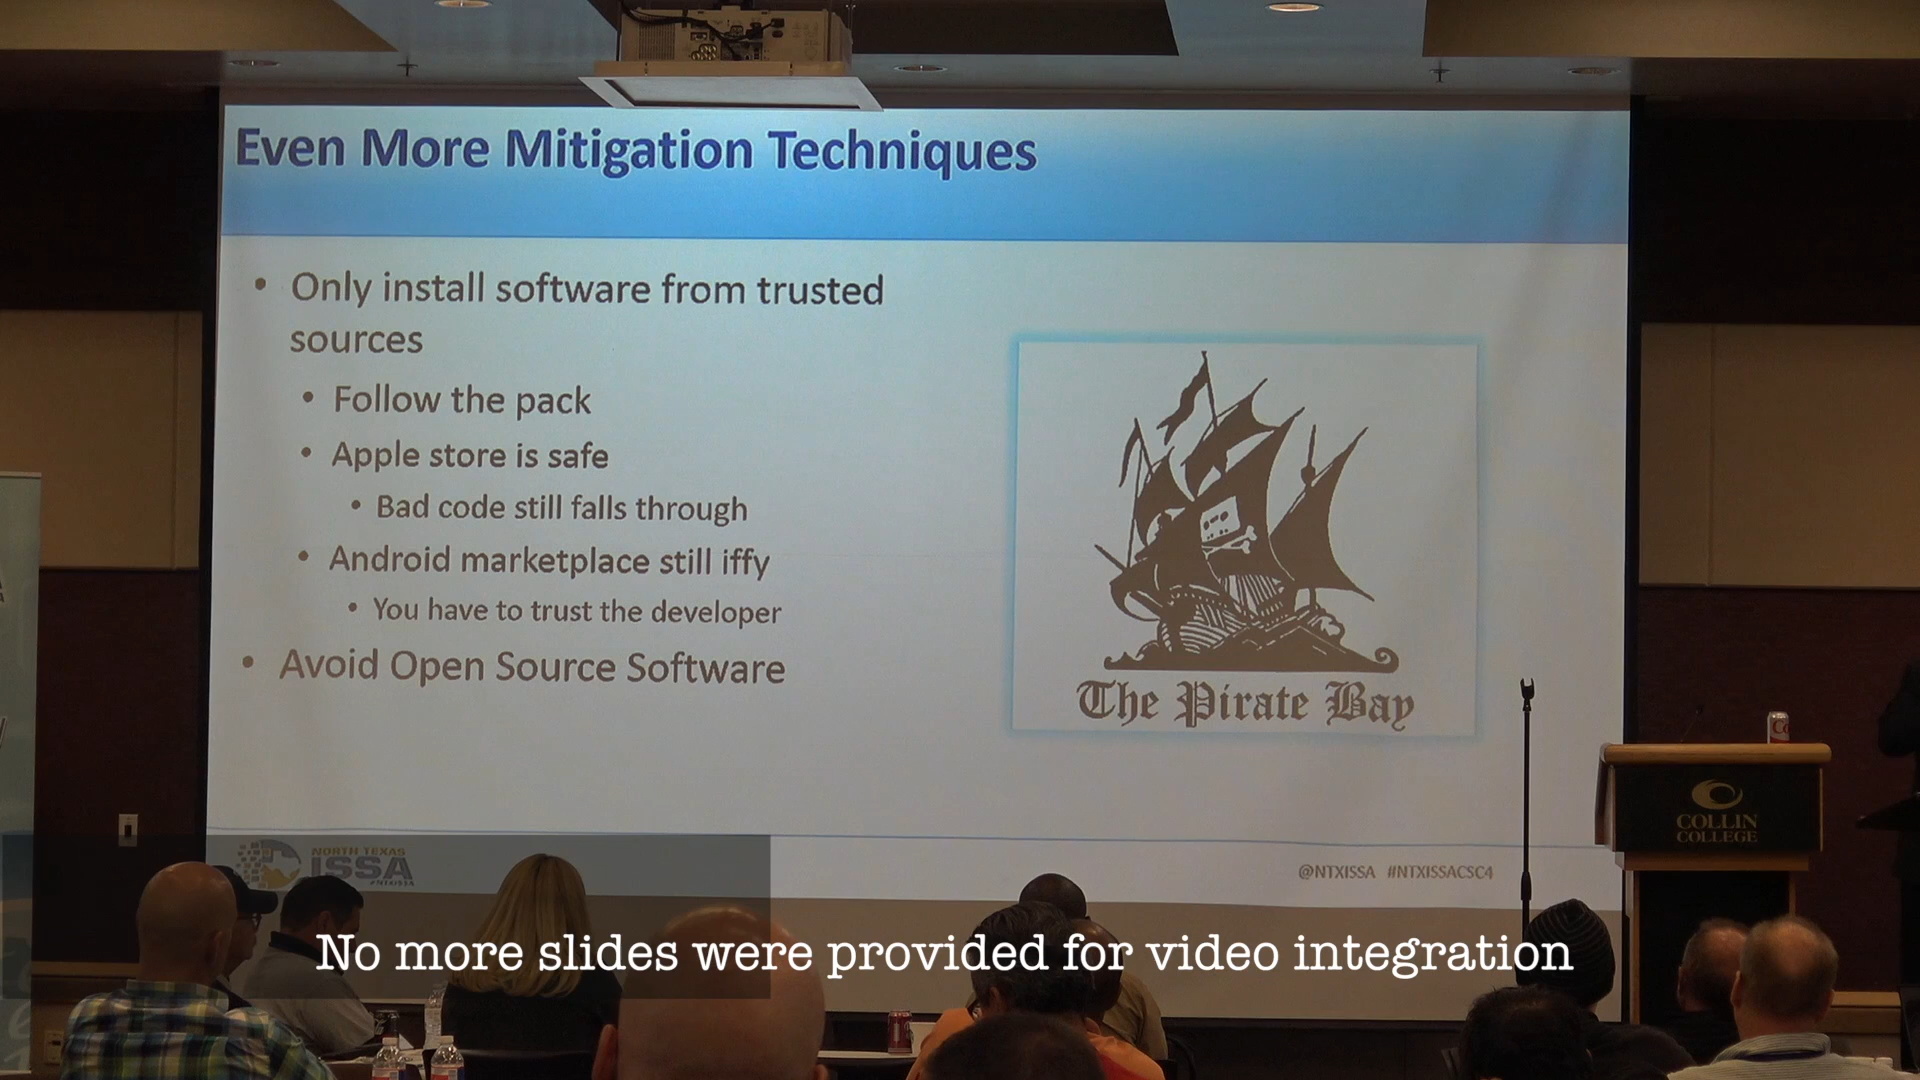 Even More Mitigation Techniques
• Only install software from trusted
sources
• Follow the pack
• Apple store is safe
• Bad code still falls through
• Android marketplace still iffy
• You have to trust the developer
• Avoid Open Source Software
The Pirate Bay
COLLIN
COLLEGE
NORTH TEXAS
ISSA
#NTXISSA
@NTXISSA #NTXISSACSC4
No more slides were provided for video integration